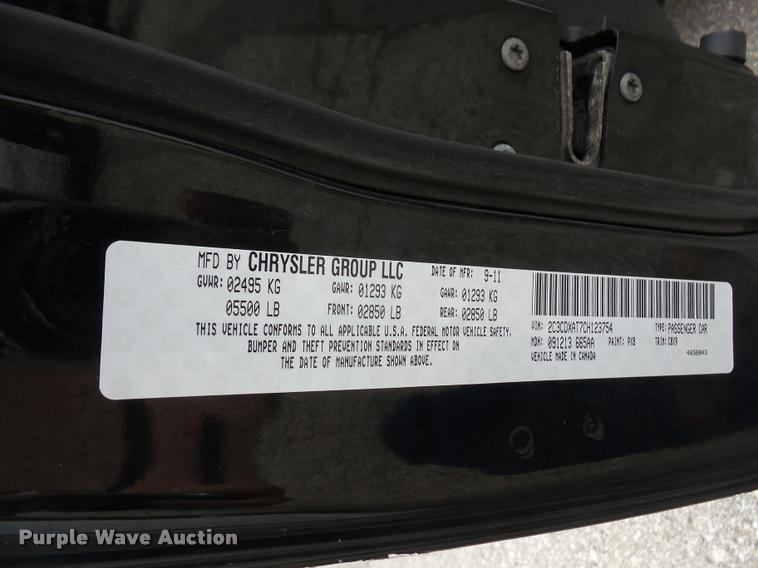 MFD BY CHRYSLER GROUP LLC DATE OF MFR: 9-11
GVWR: 02495 KG GAWR: 01293 KG GAWR: 01293 KG
05500 LB FRONT: 02850 LB REAR: 02850 LB
THIS VEHICLE CONFORMS TO ALL APPLICABLE U.S.A. FEDERAL MOTOR VEHICLE SAFETY,
BUMPER AND THEFT PREVENTION STANDARDS IN EFFECT ON
THE DATE OF MANUFACTURE SHOWN ABOVE.
VIN: 2C3CDXAT7CH123754 TYPE: PASSENGER CAR
MDH: 091213 665AA PAINT: PX8 TRIM: C8X9
VEHICLE MADE IN CANADA 4658843
Purple Wave Auction